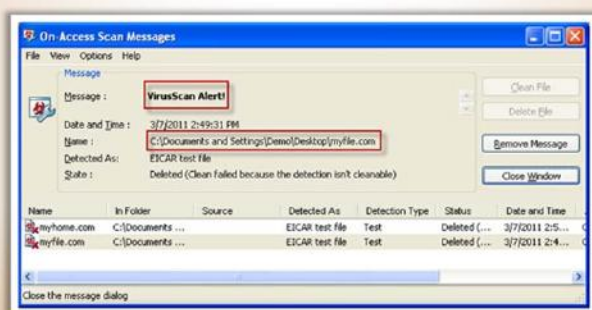 On-Access Scan Messages
File View Options Help
Message
Message : VirusScan Alert!
Date and Time : 3/7/2011 2:49:31 PM
Name : C:\Documents and Settings\Demo\Desktop\myfile.com
Detected As: EICAR test file
State : Deleted (Clean failed because the detection isn't cleanable)
Clean File
Delete File
Remove Message
Close Window
Name In Folder Source Detected As Detection Type Status Date and Time
myhome.com C:\Documents ... EICAR test file Test Deleted (... 3/7/2011 2:5...
myfile.com C:\Documents ... EICAR test file Test Deleted (... 3/7/2011 2:4...
Close the message dialog